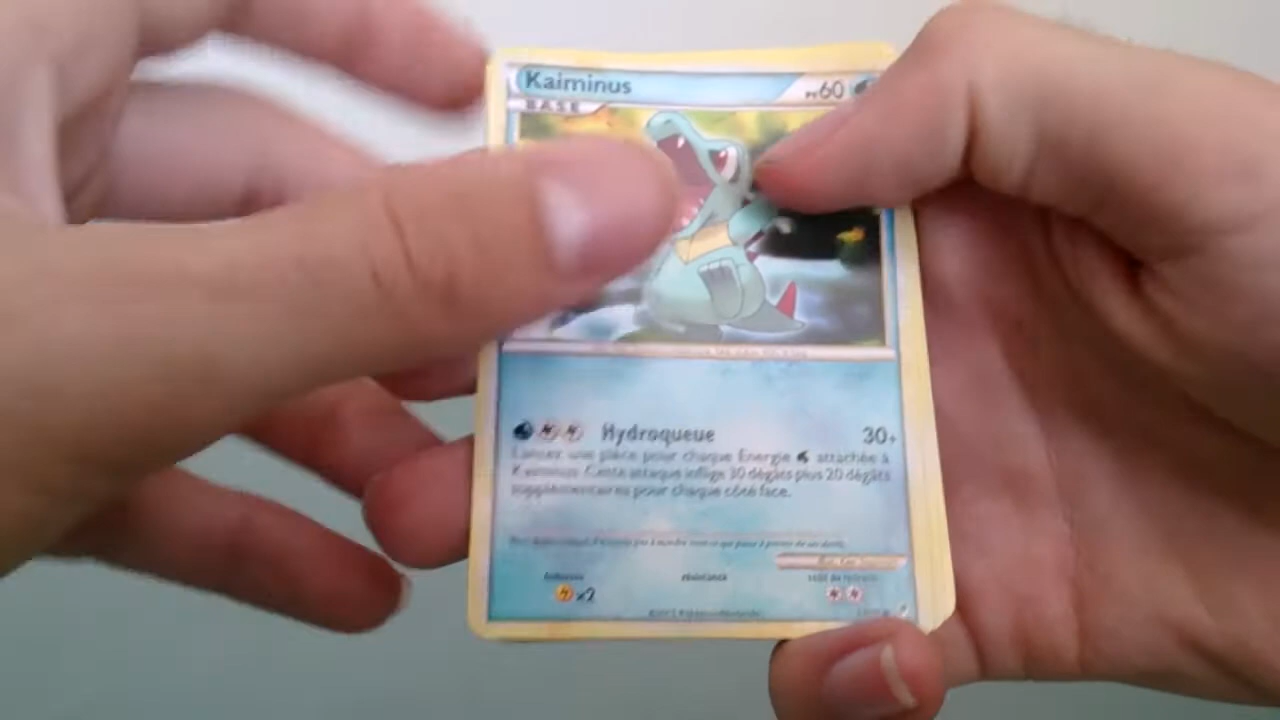 Kaiminus
PV60
BASE
Hydroqueue 30+
Lancez une pièce pour chaque Énergie attachée à
Kaiminus. Cette attaque inflige 30 dégâts plus 20 dégâts
supplémentaires pour chaque côté face.
faiblesse
résistance
coût de retraite
x2